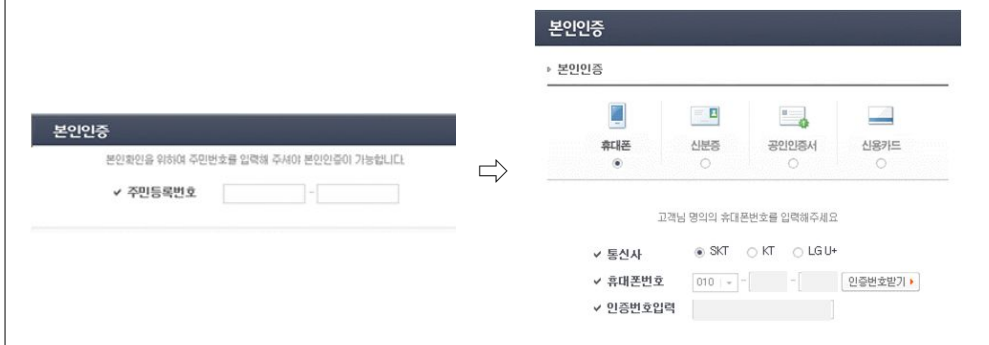 본인인증
본인확인을 위하여 주민번호를 입력해 주셔야 본인인증이 가능합니다.
주민등록번호 -
본인인증
본인인증
휴대폰 신분증 공인인증서 신용카드
고객님 명의의 휴대폰번호를 입력해주세요
통신사 SKT KT LG U+
휴대폰번호 010 - - 인증번호받기
인증번호입력